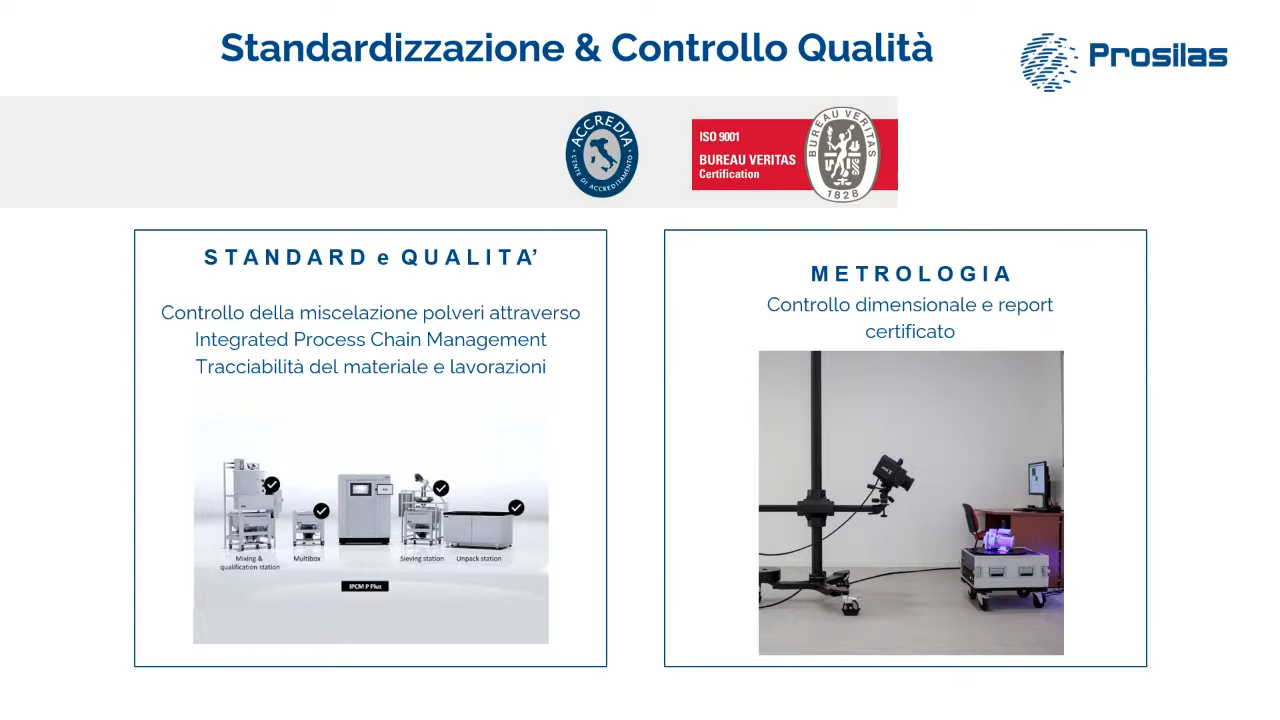 Standardizzazione & Controllo Qualità
Prosilas
ACCREDIA
L'ENTE DI ACCREDITAMENTO
ISO 9001
BUREAU VERITAS
Certification
BUREAU VERITAS
1828
STANDARD e QUALITA’
Controllo della miscelazione polveri attraverso
Integrated Process Chain Management
Tracciabilità del materiale e lavorazioni
Mixing &
qualification station
Multibox
Sieving station
Unpack station
IPCM P Plus
METROLOGIA
Controllo dimensionale e report
certificato